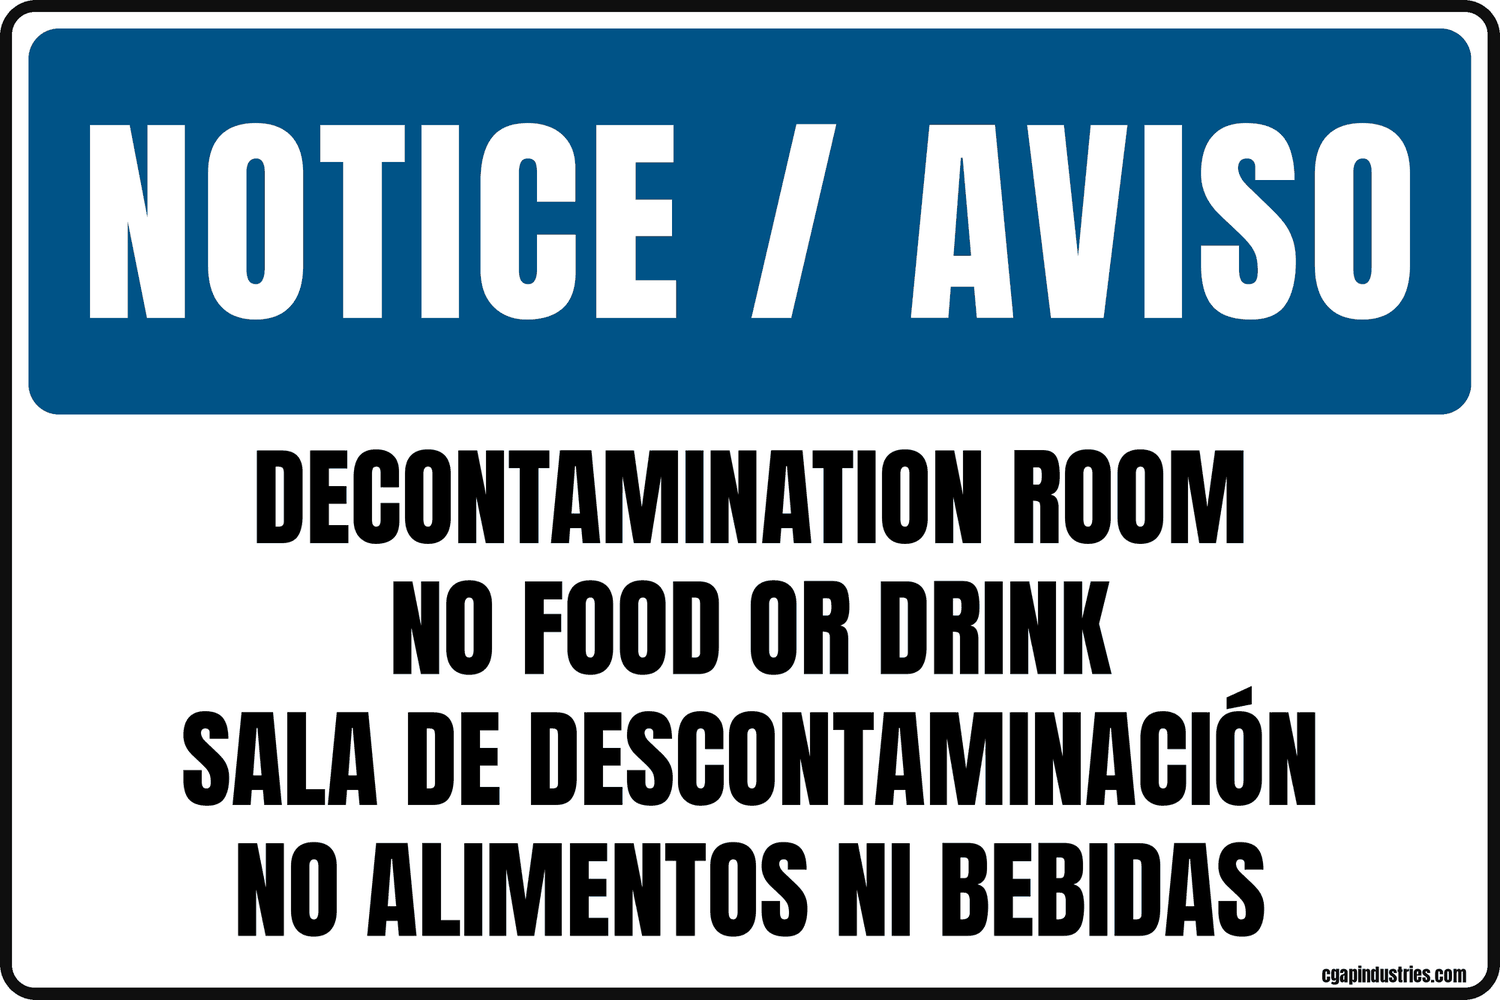 NOTICE / AVISO
DECONTAMINATION ROOM
NO FOOD OR DRINK
SALA DE DESCONTAMINACIÓN
NO ALIMENTOS NI BEBIDAS
cgapindustries.com